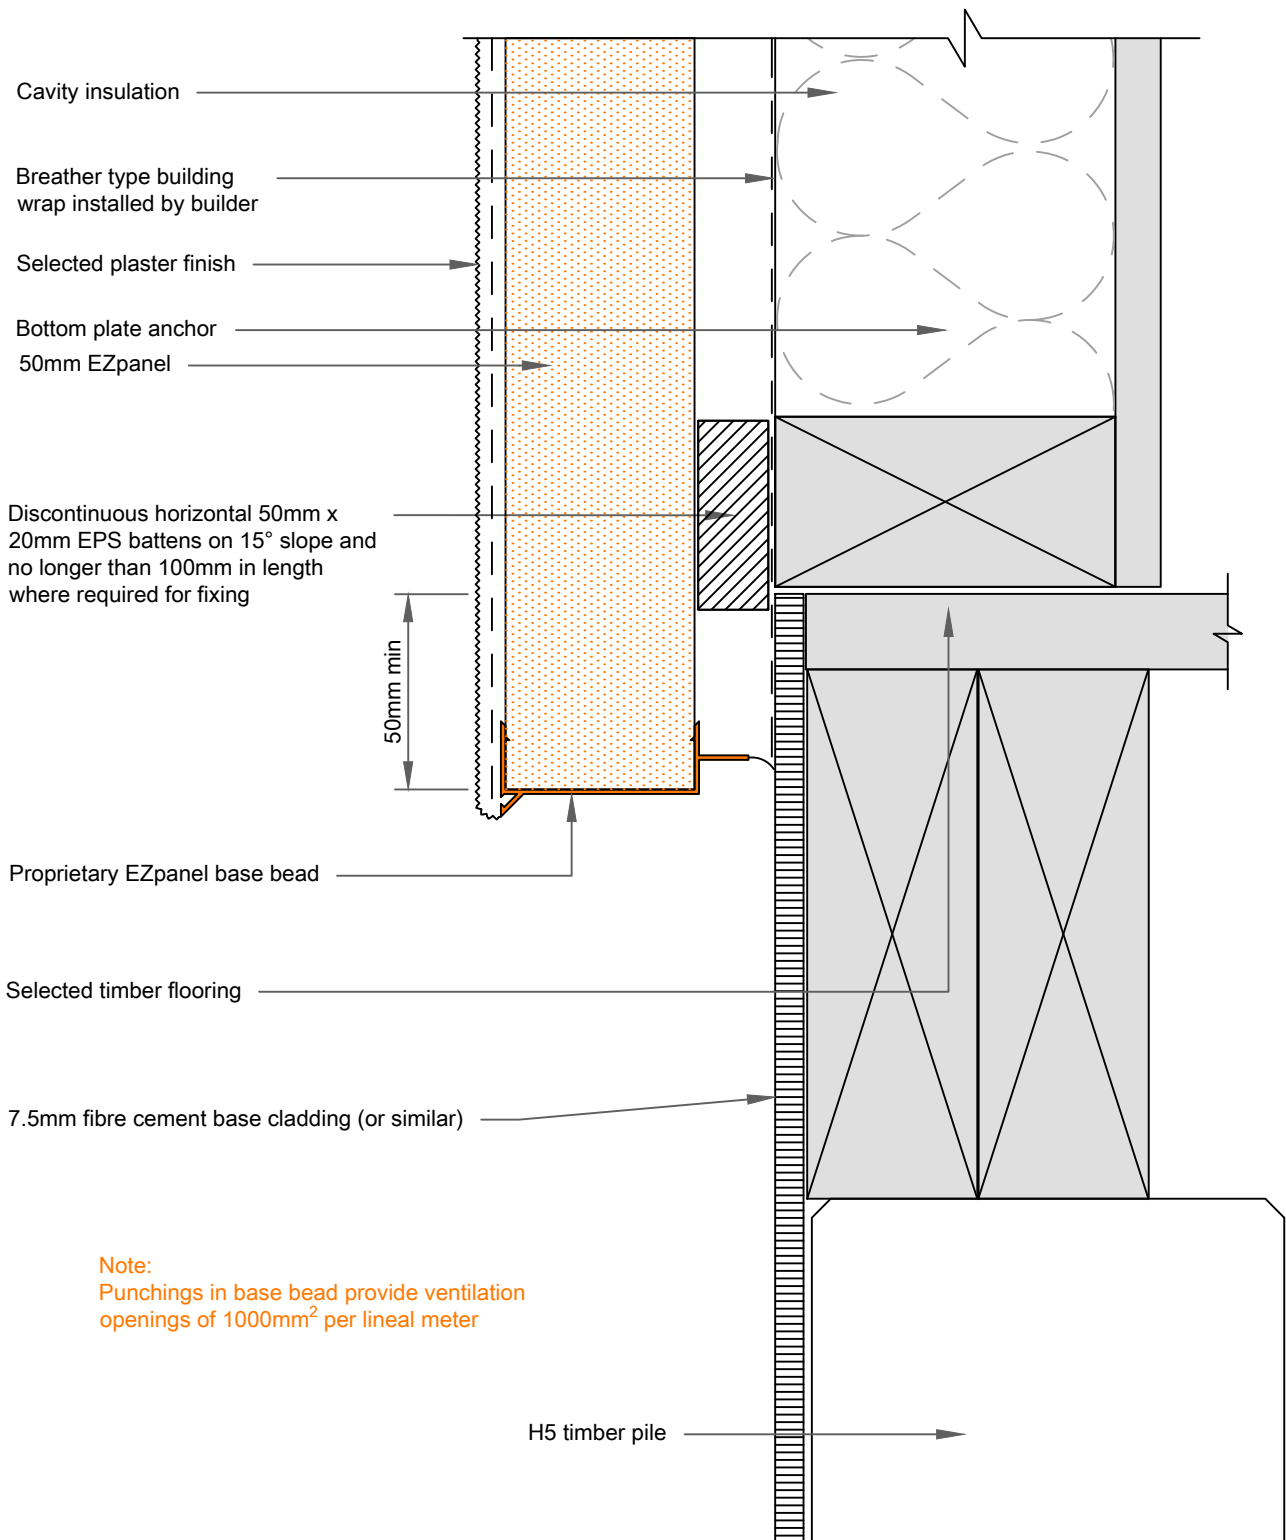 Cavity insulation
Breather type building
wrap installed by builder
Selected plaster finish
Bottom plate anchor
50mm EZpanel
Discontinuous horizontal 50mm x
20mm EPS battens on 15° slope and
no longer than 100mm in length
where required for fixing
50mm min
Proprietary EZpanel base bead
Selected timber flooring
7.5mm fibre cement base cladding (or similar)
Note:
Punchings in base bead provide ventilation
openings of 1000mm² per lineal meter
H5 timber pile